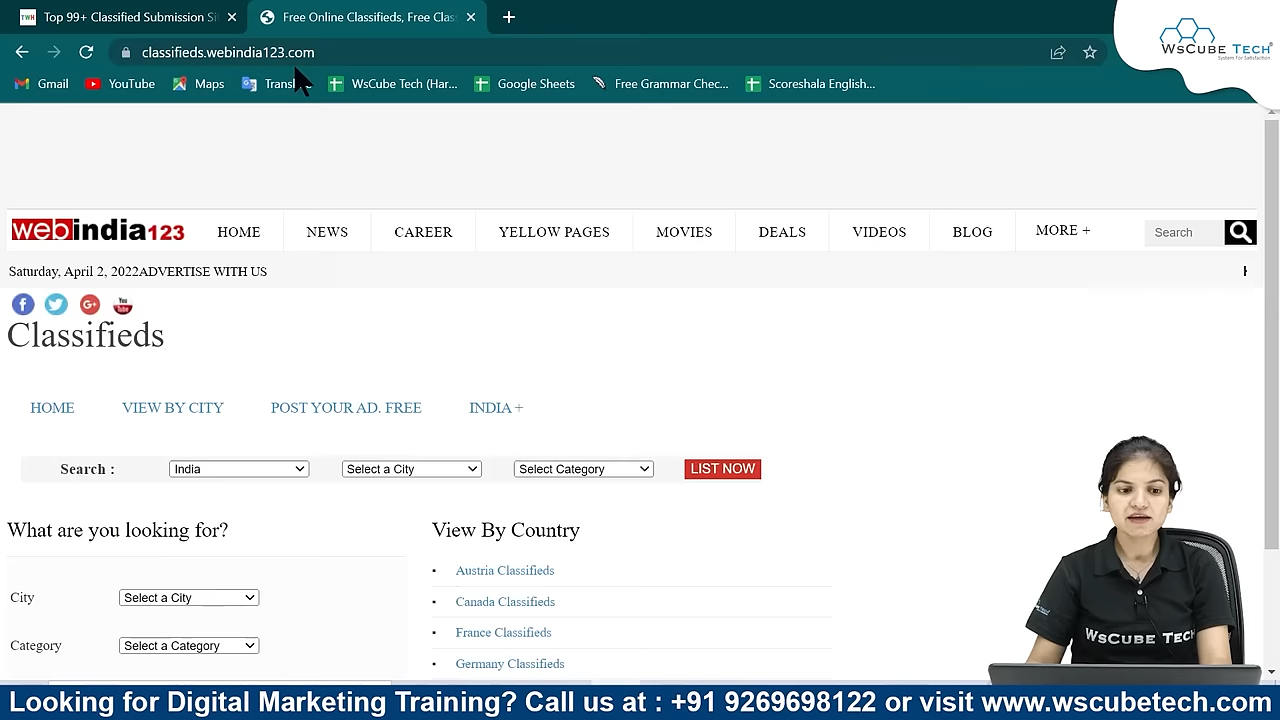 Top 99+ Classified Submission Si
Free Online Classifieds, Free Clas
classifieds.webindia123.com
WsCube Tech
System For Satisfaction
Gmail YouTube Maps WsCube Tech (Har... Google Sheets Free Grammar Chec... Scoreshala English...
webindia123 HOME NEWS CAREER YELLOW PAGES MOVIES DEALS VIDEOS BLOG MORE + Search
Saturday, April 2, 2022ADVERTISE WITH US
Classifieds
HOME VIEW BY CITY POST YOUR AD. FREE INDIA +
Search : India Select a City Select Category LIST NOW
What are you looking for? View By Country
Austria Classifieds
City Select a City Canada Classifieds
France Classifieds
Category Select a Category
Germany Classifieds
WsCube Tech
Looking for Digital Marketing Training? Call us at : +91 9269698122 or visit www.wscubetech.com